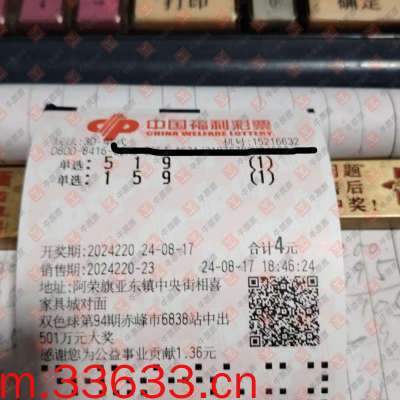 打印
确定
中国福利彩票
CHINA WELFARE LOTTERY
机号:15216632
单选: 5 1 9 (1)
单选: 1 5 9 (1)
开奖期:2024220 24-08-17 合计4元
销售期:2024220-23 24-08-17 18:46:24
地址:阿荣旗亚东镇中央街相喜
家具城对面
双色球第94期赤峰市6838站中出
501万元大奖
感谢您为公益事业贡献1.36元
m.33633.cn